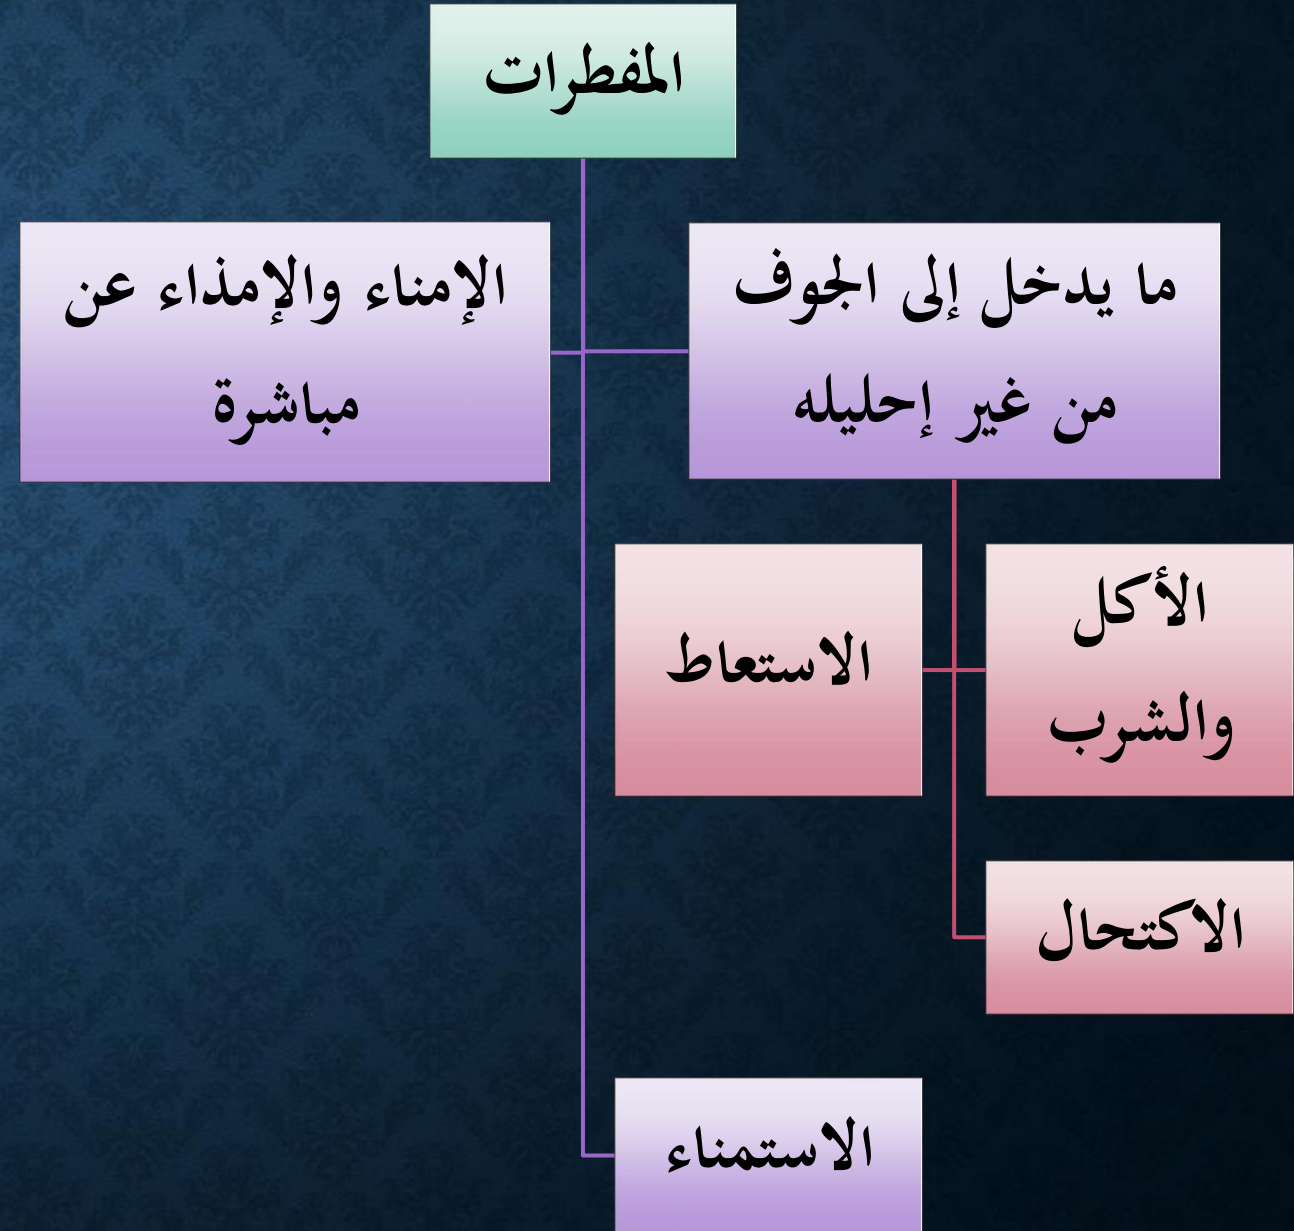 المفطرات
ما يدخل إلى الجوف
من غير إحليله
الإمناء والإمذاء عن
مباشرة
الأكل
والشرب
الاستعاط
الاكتحال
الاستمناء